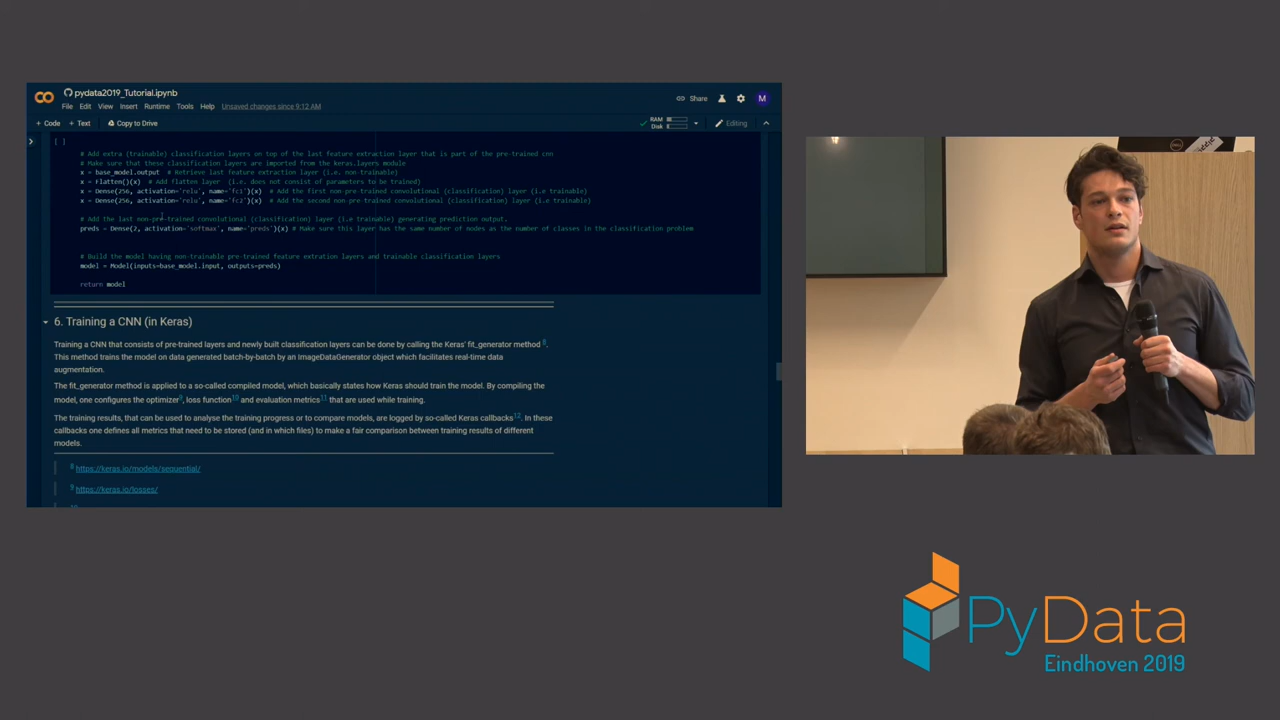 pydata2019_Tutorial.ipynb
File Edit View Insert Runtime Tools Help Unsaved changes since 9:12 AM
Share
M
+ Code + Text Copy to Drive
RAM
Disk
Editing
[ ]
# Add extra (trainable) classification layers on top of the last feature extraction layer that is part of the pre-trained cnn
# Make sure that these classification layers are imported from the keras.layers module
x = base_model.output # Retrieve last feature extraction layer (i.e. non-trainable)
x = Flatten()(x) # Add flatten layer (i.e. does not consist of parameters to be trained)
x = Dense(256, activation='relu', name='fc1')(x) # Add the first non pre-trained convolutional (classification) layer (i.e trainable)
x = Dense(256, activation='relu', name='fc2')(x) # Add the second non-pre-trained convolutional (classification) layer (i.e trainable)
# Add the last non-pre-trained convolutional (classification) layer (i.e trainable) generating prediction output.
preds = Dense(2, activation='softmax', name='preds')(x) # Make sure this layer has the same number of nodes as the number of classes in the classification problem
# Build the model having non-trainable pre-trained feature extration layers and trainable classification layers
model = Model(inputs=base_model.input, outputs=preds)
return model
6. Training a CNN (in Keras)
Training a CNN that consists of pre-trained layers and newly built classification layers can be done by calling the Keras' fit_generator method 8.
This method trains the model on data generated batch-by-batch by an ImageDataGenerator object which facilitates real-time data
augmentation.
The fit_generator method is applied to a so-called compiled model, which basically states how Keras should train the model. By compiling the
model, one configures the optimizer9, loss function10 and evaluation metrics11 that are used while training.
The training results, that can be used to analyse the training progress or to compare models, are logged by so-called Keras callbacks12. In these
callbacks one defines all metrics that need to be stored (and in which files) to make a fair comparison between training results of different
models.
8 https://keras.io/models/sequential/
9 https://keras.io/losses/
DELL
PyData
Eindhoven 2019